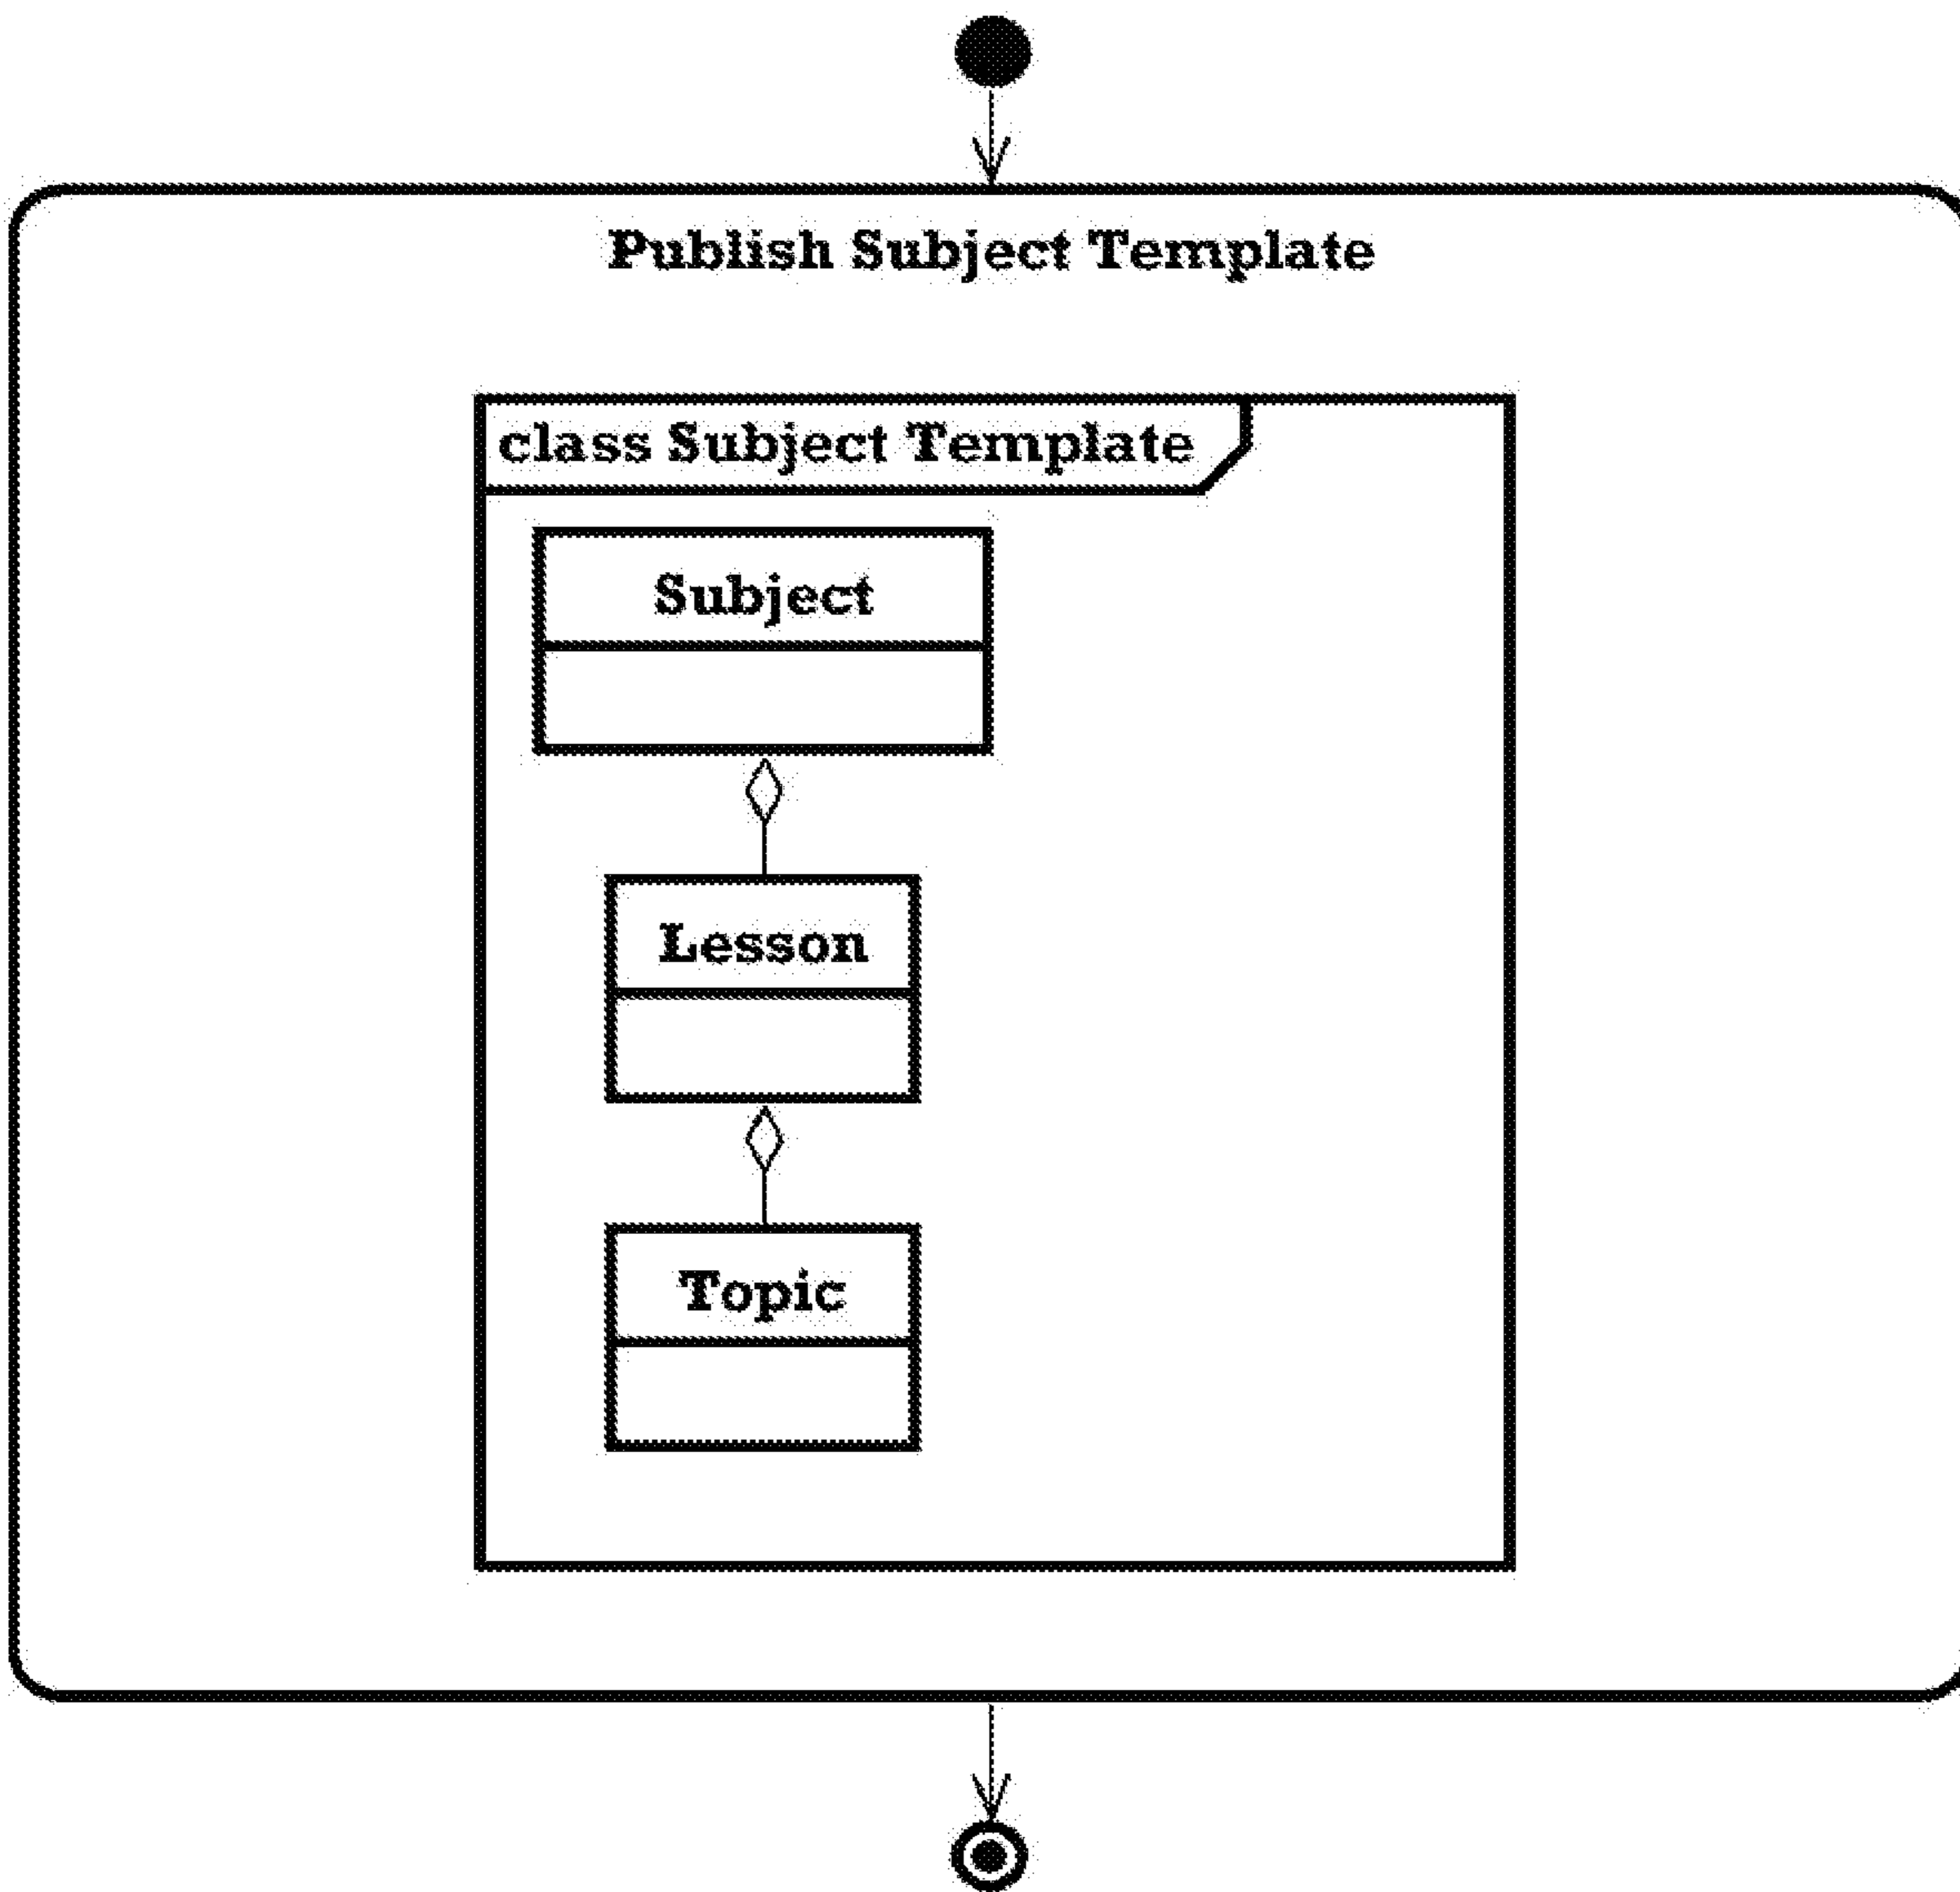 Publish Subject Template
class Subject Template
Subject
Lesson
Topic